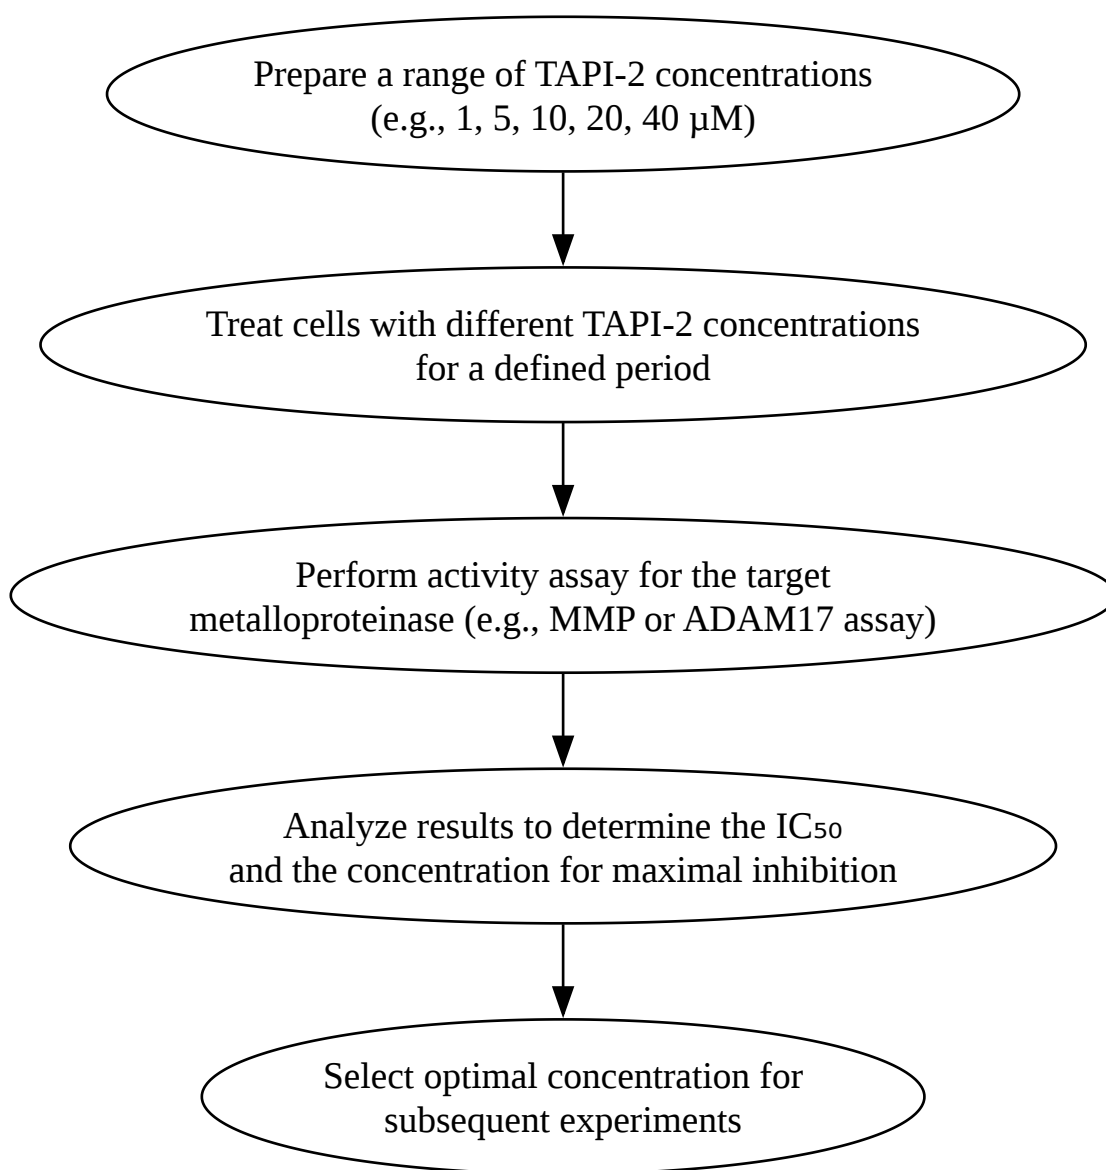 Prepare a range of TAPI-2 concentrations
(e.g., 1, 5, 10, 20, 40 µM)
Treat cells with different TAPI-2 concentrations
for a defined period
Perform activity assay for the target
metalloproteinase (e.g., MMP or ADAM17 assay)
Analyze results to determine the IC₅₀
and the concentration for maximal inhibition
Select optimal concentration for
subsequent experiments